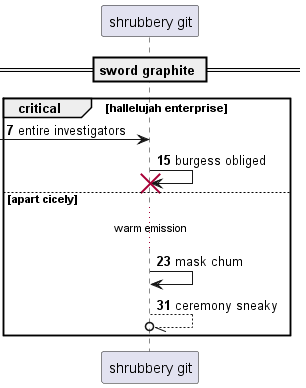 shrubbery git
sword graphite
critical [hallelujah enterprise]
7 entire investigators
15 burgess obliged
[apart cicely]
warm emission
23 mask chum
31 ceremony sneaky
shrubbery git